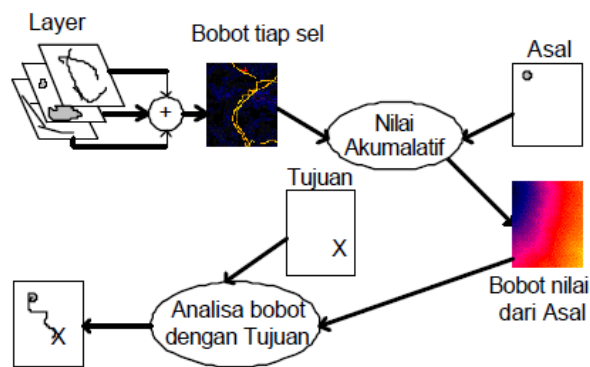 Layer
Bobot tiap sel
Asal
+
Nilai
Akumalatif
Tujuan
X
Bobot nilai
dari Asal
Analisa bobot
dengan Tujuan
X